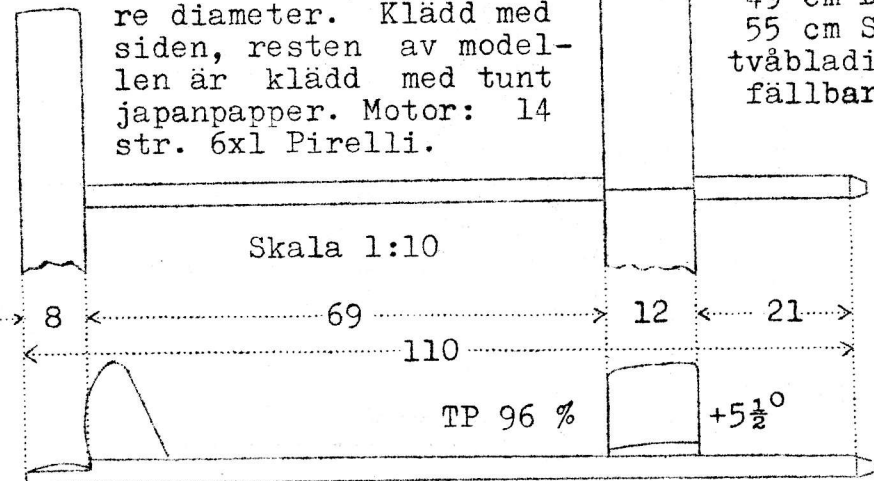 re diameter. Klädd med
siden, resten av model-
len är klädd med tunt
japanpapper. Motor: 14
str. 6x1 Pirelli.
55 cm S
tvåbladi
fällbar
Skala 1:10
8 69 12 21
110
TP 96 % +5½°